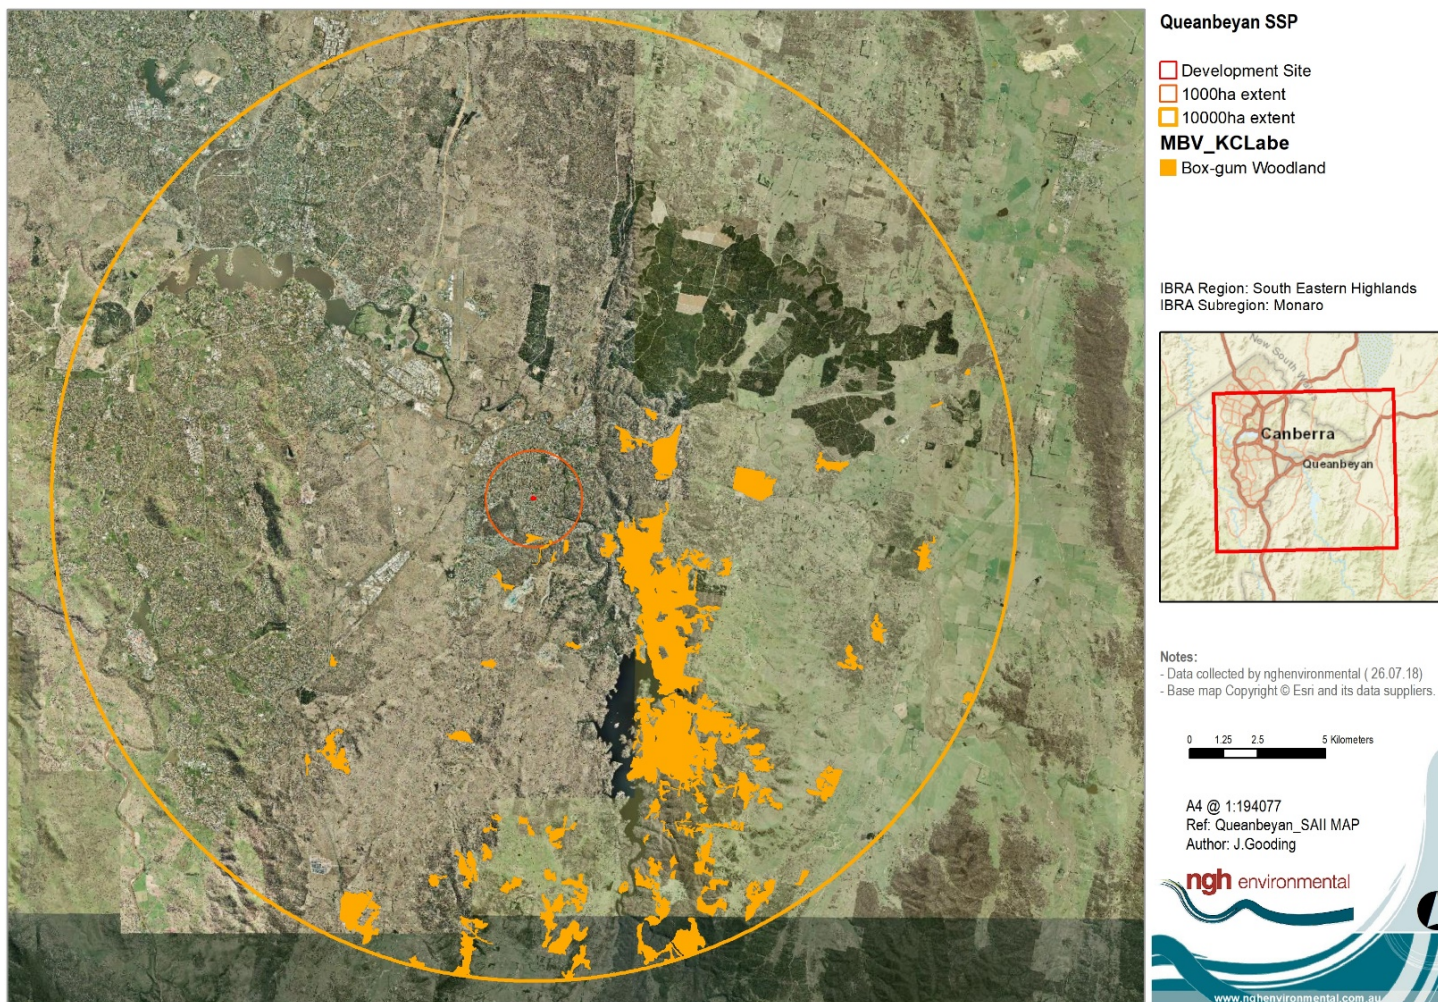 Queanbeyan SSP
Development Site
1000ha extent
10000ha extent
MBV_KCLabe
Box-gum Woodland
IBRA Region: South Eastern Highlands
IBRA Subregion: Monaro
New South W
Canberra
Queanbeyan
Notes:
- Data collected by nghenvironmental ( 26.07.18)
- Base map Copyright © Esri and its data suppliers.
0 1.25 2.5 5 Kilometers
A4 @ 1:194077
Ref: Queanbeyan_SAII MAP
Author: J.Gooding
ngh environmental
www.nghenvironmental.com.au